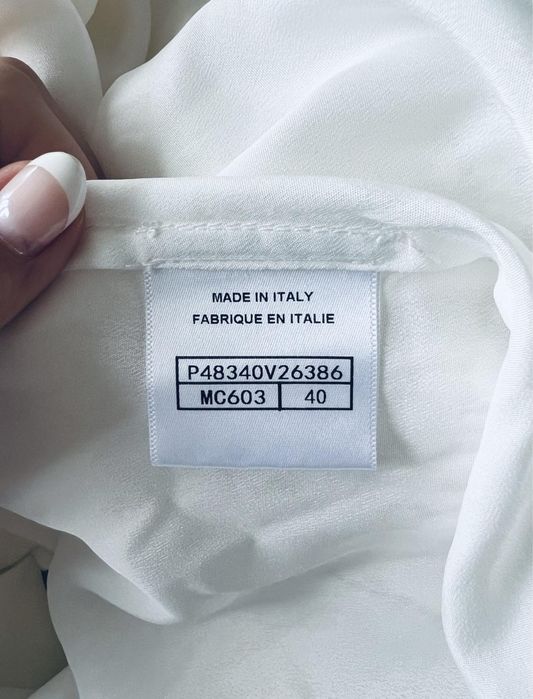 MADE IN ITALY
FABRIQUE EN ITALIE
P48340V26386
MC603 40